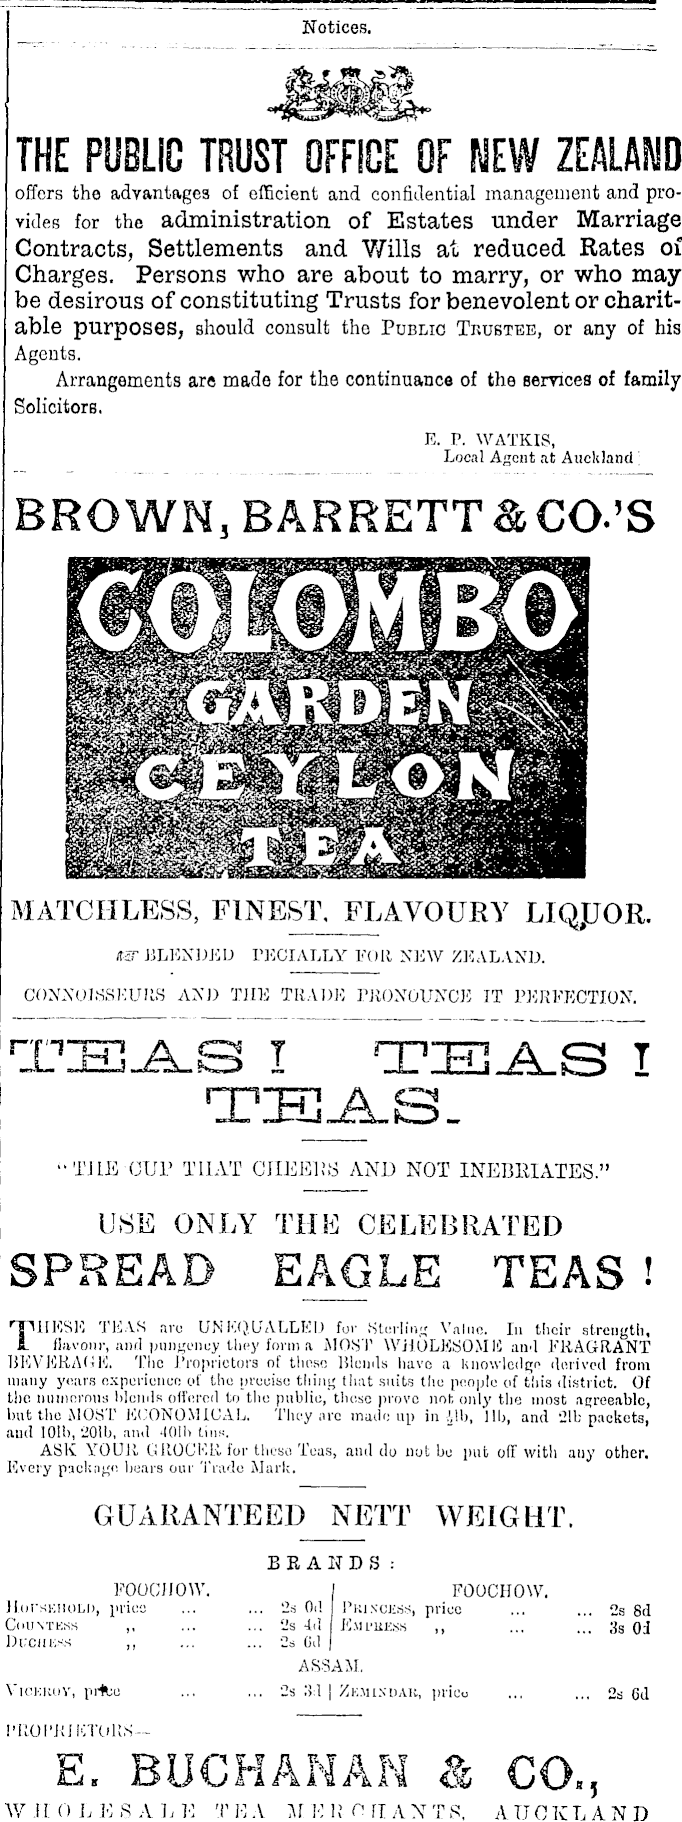 Notices.
THE PUBLIC TRUST OFFICE OF NEW ZEALAND
offers the advantages of efficient and confidential management and pro-
vides for the administration of Estates under Marriage
Contracts, Settlements and Wills at reduced Rates of
Charges. Persons who are about to marry, or who may
be desirous of constituting Trusts for benevolent or charit-
able purposes, should consult the PUBLIC TRUSTEE, or any of his
Agents.
Arrangements are made for the continuance of the services of family
Solicitors.
E. P. WATKIS,
Local Agent at Auckland
BROWN, BARRETT & CO.'S
COLOMBO
GARDEN
CEYLON
TEA
MATCHLESS, FINEST, FLAVOURY LIQUOR.
☞ BLENDED PECIALLY FOR NEW ZEALAND.
CONNOISSEURS AND THE TRADE PRONOUNCE IT PERFECTION.
TEAS! TEAS!
TEAS.
"THE CUP THAT CHEERS AND NOT INEBRIATES."
USE ONLY THE CELEBRATED
SPREAD EAGLE TEAS!
THESE TEAS are UNEQUALLED for Sterling Value. In their strength,
flavour, and pungency they form a MOST WHOLESOME and FRAGRANT
BEVERAGE. The Proprietors of these Blends have a knowledge derived from
many years experience of the precise thing that suits the people of this district. Of
the numerous blends offered to the public, these prove not only the most agreeable,
but the MOST ECONOMICAL. They are made up in ½lb, 1lb, and 2lb packets,
and 10lb, 20lb, and 40lb tins.
ASK YOUR GROCER for these Teas, and do not be put off with any other.
Every package bears our Trade Mark.
GUARANTEED NETT WEIGHT.
BRANDS:
FOOCHOW. FOOCHOW.
HOUSEHOLD, price ... ... 2s 0d | PRINCESS, price ... ... 2s 8d
COUNTESS ,, ... ... 2s 4d | EMPRESS ,, ... ... 3s 0d
DUCHESS ,, ... ... 2s 6d |
ASSAM.
VICEROY, price ... ... 2s 3d | ZEMINDAR, price ... ... 2s 6d
PROPRIETORS—
E. BUCHANAN & CO.,
WHOLESALE TEA MERCHANTS, AUCKLAND